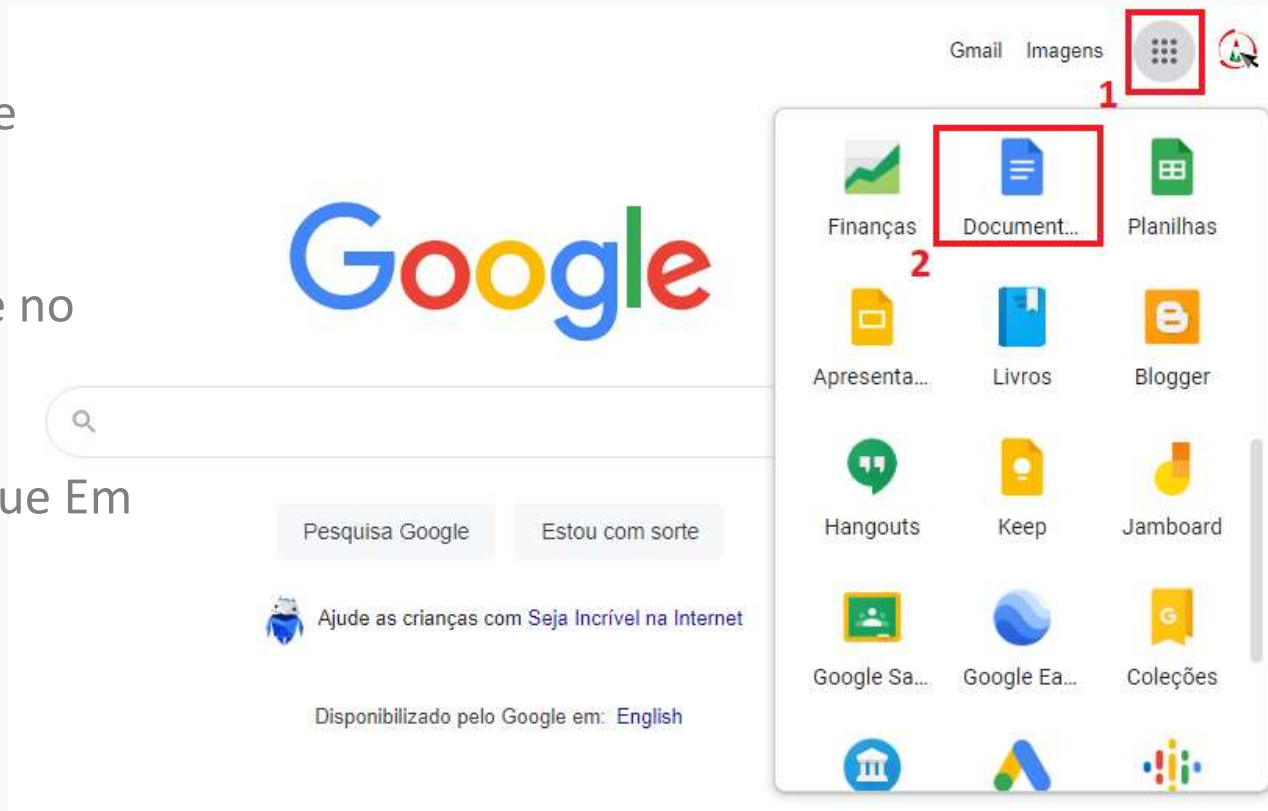 Gmail Imagens
1
e
Finanças Document... Planilhas
2
Google
e no
Apresenta... Livros Blogger
ue Em
Hangouts Keep Jamboard
Pesquisa Google Estou com sorte
Ajude as crianças com Seja Incrível na Internet
Google Sa... Google Ea... Coleções
G
Disponibilizado pelo Google em: English